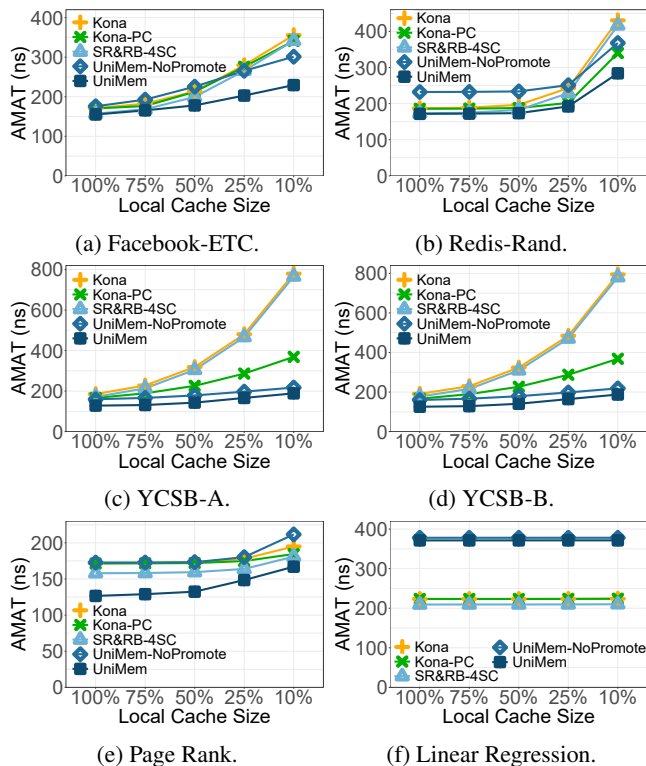 AMAT (ns)
400
300
200
100
0
Kona
Kona-PC
SR&RB-4SC
UniMem-NoPromote
UniMem
100% 75% 50% 25% 10%
Local Cache Size
(a) Facebook-ETC.
AMAT (ns)
400
300
200
100
0
Kona
Kona-PC
SR&RB-4SC
UniMem-NoPromote
UniMem
100% 75% 50% 25% 10%
Local Cache Size
(b) Redis-Rand.
AMAT (ns)
800
600
400
200
0
Kona
Kona-PC
SR&RB-4SC
UniMem-NoPromote
UniMem
100% 75% 50% 25% 10%
Local Cache Size
(c) YCSB-A.
AMAT (ns)
800
600
400
200
0
Kona
Kona-PC
SR&RB-4SC
UniMem-NoPromote
UniMem
100% 75% 50% 25% 10%
Local Cache Size
(d) YCSB-B.
AMAT (ns)
200
150
100
50
0
Kona
Kona-PC
SR&RB-4SC
UniMem-NoPromote
UniMem
100% 75% 50% 25% 10%
Local Cache Size
(e) Page Rank.
AMAT (ns)
400
300
200
100
0
Kona
Kona-PC
SR&RB-4SC
UniMem-NoPromote
UniMem
100% 75% 50% 25% 10%
Local Cache Size
(f) Linear Regression.